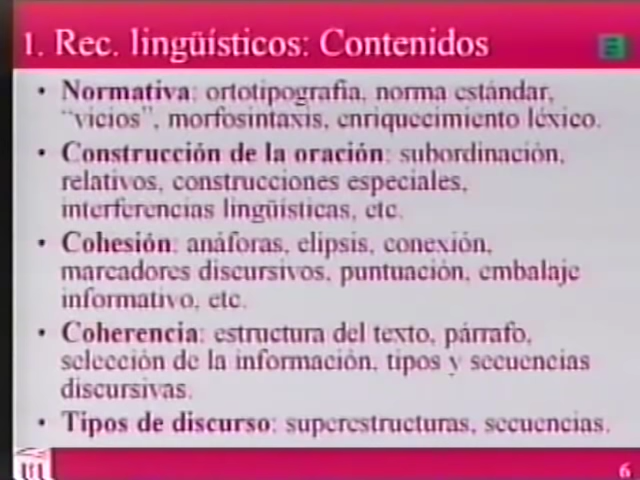 1. Rec. lingüísticos: Contenidos
• Normativa: ortotipografía, norma estándar,
“vicios”, morfosintaxis, enriquecimiento léxico.
• Construcción de la oración: subordinación,
relativos, construcciones especiales,
interferencias lingüísticas, etc.
• Cohesión: anáforas, elipsis, conexión,
marcadores discursivos, puntuación, embalaje
informativo, etc.
• Coherencia: estructura del texto, párrafo,
selección de la información, tipos y secuencias
discursivas.
• Tipos de discurso: superestructuras, secuencias.
6